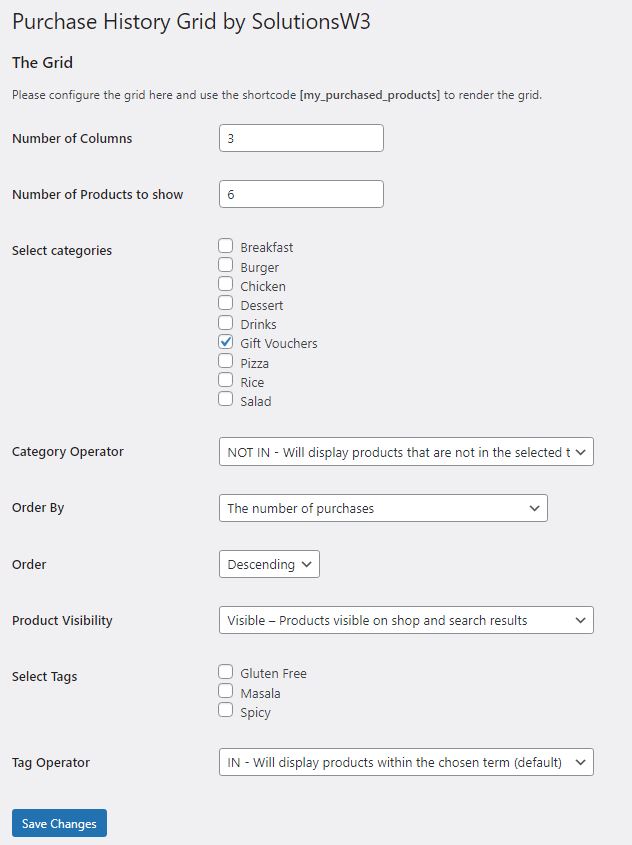 Purchase History Grid by SolutionsW3
The Grid
Please configure the grid here and use the shortcode [my_purchased_products] to render the grid.
Number of Columns
3
Number of Products to show
6
Select categories
Breakfast
Burger
Chicken
Dessert
Drinks
Gift Vouchers
Pizza
Rice
Salad
Category Operator
NOT IN - Will display products that are not in the selected t
Order By
The number of purchases
Order
Descending
Product Visibility
Visible – Products visible on shop and search results
Select Tags
Gluten Free
Masala
Spicy
Tag Operator
IN - Will display products within the chosen term (default)
Save Changes